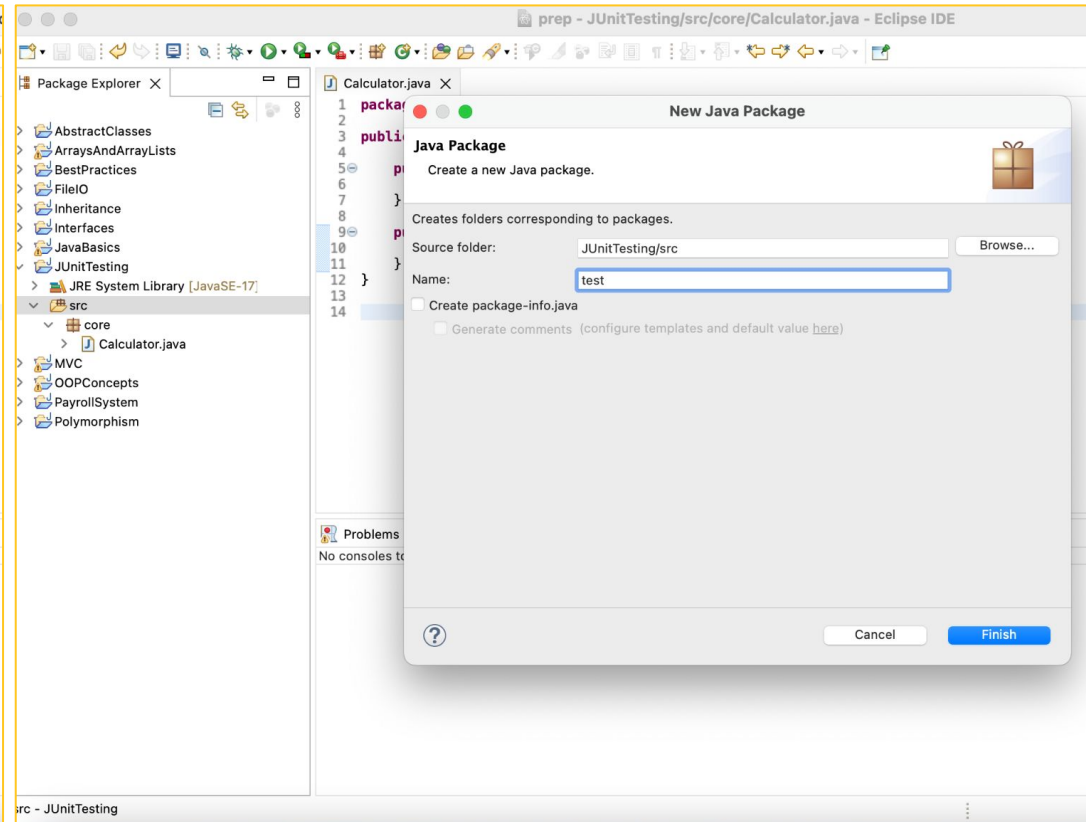 prep - JUnitTesting/src/core/Calculator.java - Eclipse IDE
Package Explorer
AbstractClasses
ArraysAndArrayLists
BestPractices
FileIO
Inheritance
Interfaces
JavaBasics
JUnitTesting
JRE System Library [JavaSE-17]
src
core
Calculator.java
MVC
OOPConcepts
PayrollSystem
Polymorphism
Calculator.java
1 packag
2
3 publi
4
5 pu
6
7 }
8
9 pu
10
11 }
12 }
13
14
New Java Package
Java Package
Create a new Java package.
Creates folders corresponding to packages.
Source folder: JUnitTesting/src Browse...
Name: test
Create package-info.java
Generate comments (configure templates and default value here)
? Cancel Finish
Problems
No consoles to
src - JUnitTesting